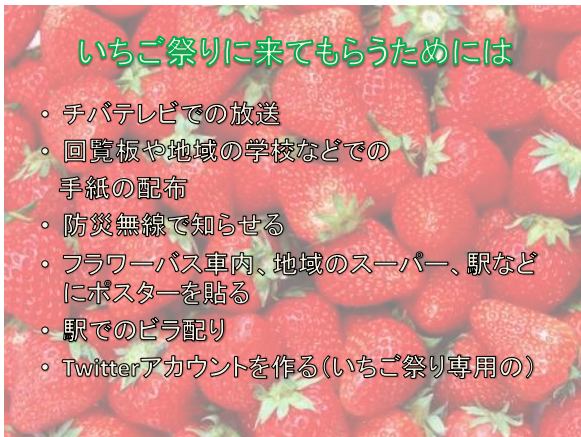 いちご祭りに来てもらうためには
• チバテレビでの放送
• 回覧板や地域の学校などでの
手紙の配布
• 防災無線で知らせる
• フラワーバス車内、地域のスーパー、駅など
にポスターを貼る
• 駅でのビラ配り
• Twitterアカウントを作る（いちご祭り専用の）